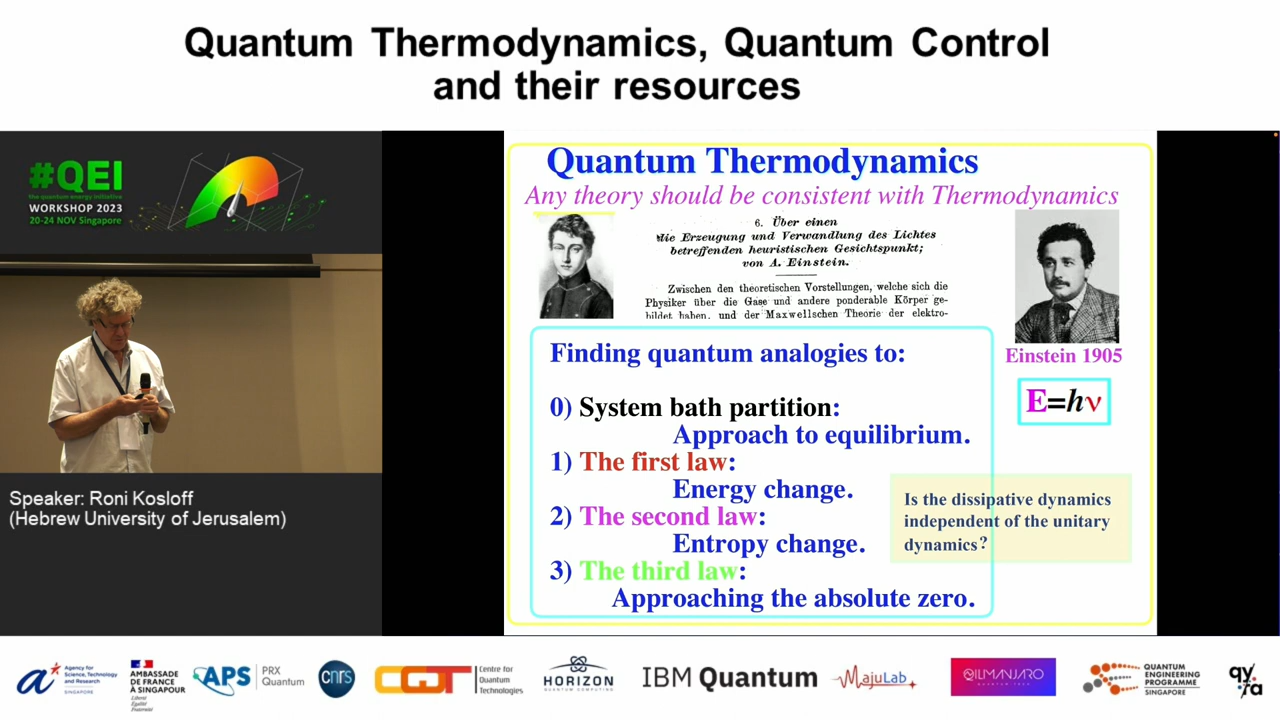 Quantum Thermodynamics, Quantum Control
and their resources
#QEI
the quantum energy initiative
WORKSHOP 2023
20-24 NOV Singapore
Quantum Thermodynamics
Any theory should be consistent with Thermodynamics
6. Über einen
die Erzeugung und Verwandlung des Lichtes
betreffenden heuristischen Gesichtspunkt;
von A. Einstein.
Zwischen den theoretischen Vorstellungen, welche sich die
Physiker über die Gase und andere ponderable Körper ge-
bildet haben, und der Maxwellschen Theorie der elektro-
Einstein 1905
E=hν
Finding quantum analogies to:
0) System bath partition:
Approach to equilibrium.
1) The first law:
Energy change.
2) The second law:
Entropy change.
3) The third law:
Approaching the absolute zero.
Is the dissipative dynamics
independent of the unitary
dynamics?
Speaker: Roni Kosloff
(Hebrew University of Jerusalem)
Agency for
Science, Technology
and Research
SINGAPORE
AMBASSADE
DE FRANCE
À SINGAPOUR
Liberté
Égalité
Fraternité
APS
PRX
Quantum
cnrs
CQT
Centre for
Quantum
Technologies
HORIZON
QUANTUM COMPUTING
IBM Quantum
MajuLab
QILIMANJARO
QUANTUM TECH
QUANTUM
ENGINEERING
PROGRAMME
SINGAPORE